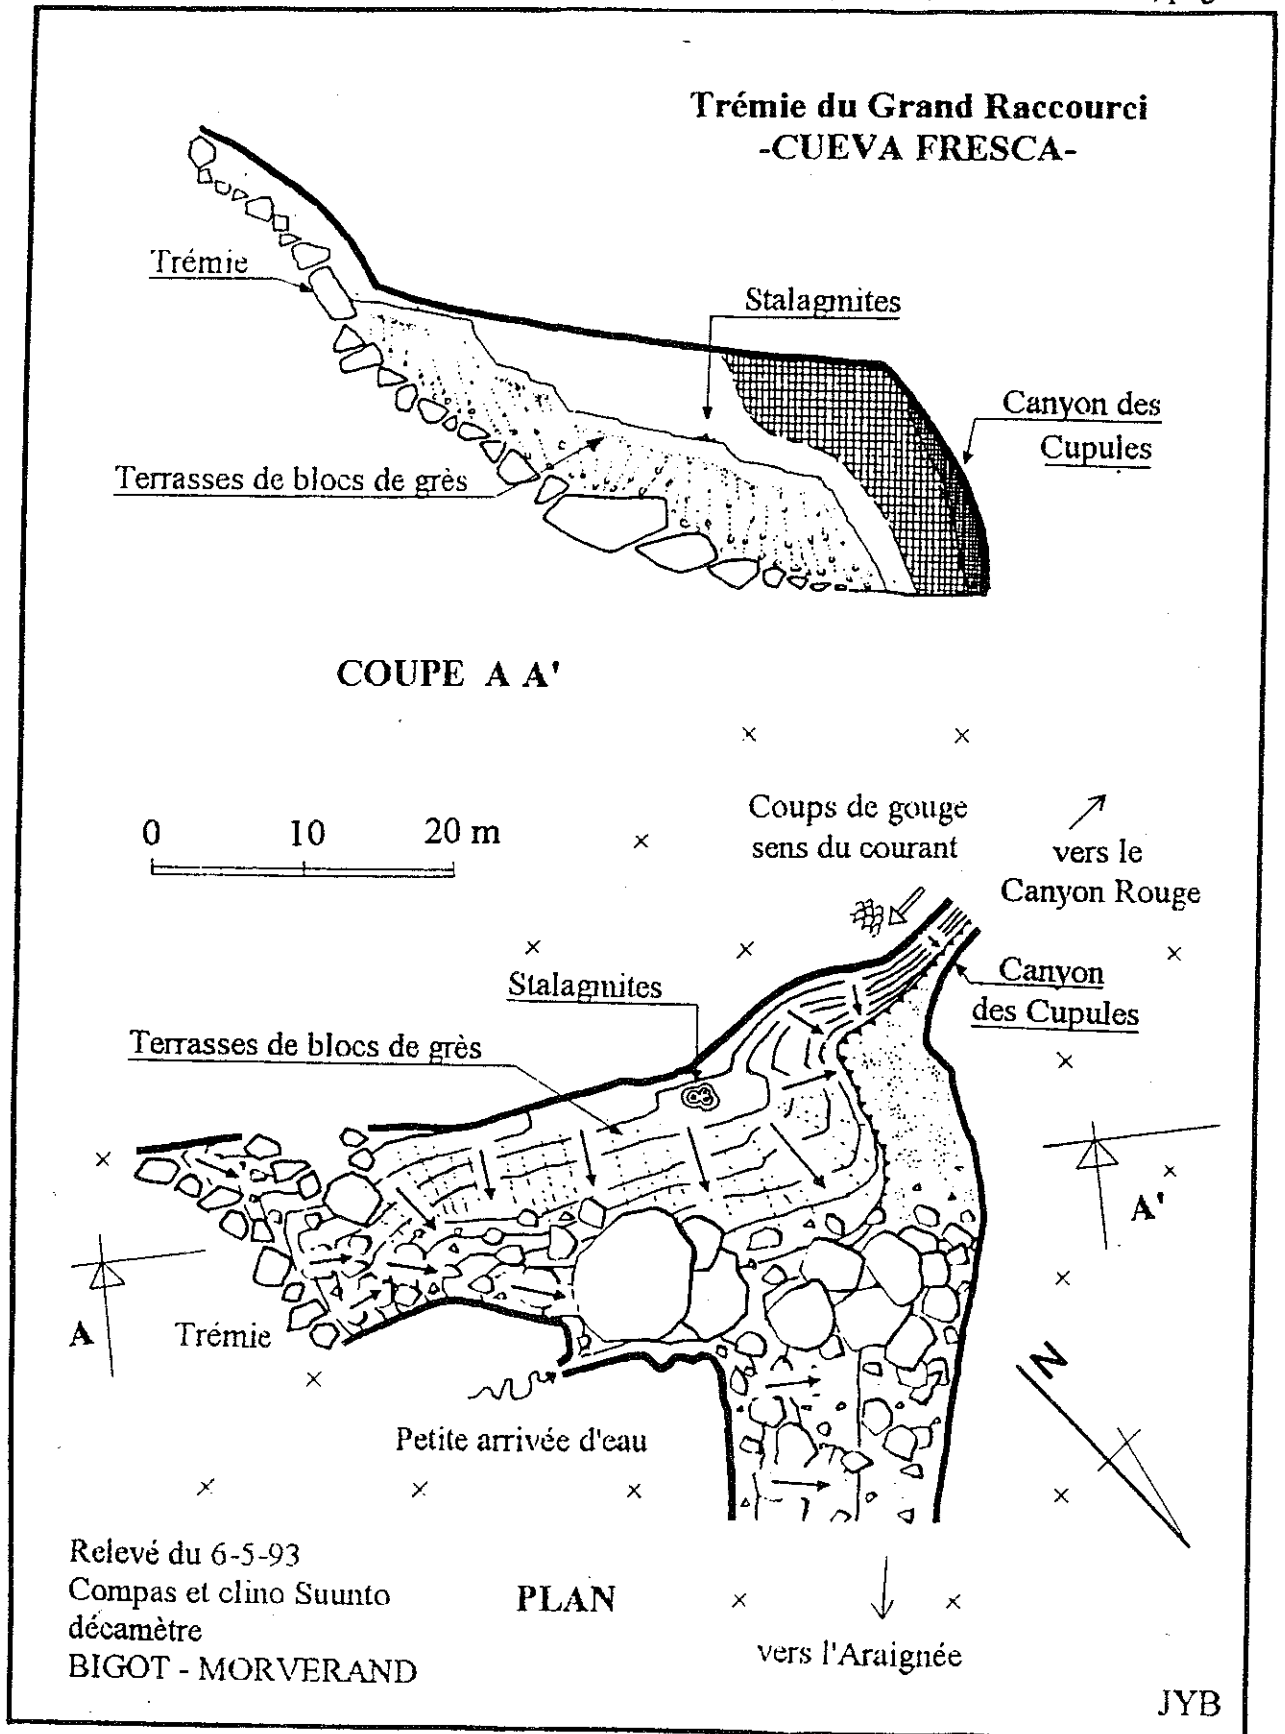 Trémie du Grand Raccourci
-CUEVA FRESCA-
Trémie
Stalagmites
Canyon des
Cupules
Terrasses de blocs de grès
COUPE A A'
0 10 20 m
Coups de gouge
sens du courant
vers le
Canyon Rouge
Stalagmites
Canyon
des Cupules
Terrasses de blocs de grès
A'
A
Trémie
N
Petite arrivée d'eau
Relevé du 6-5-93
Compas et clino Suunto
décamètre
BIGOT - MORVERAND
PLAN
vers l'Araignée
JYB